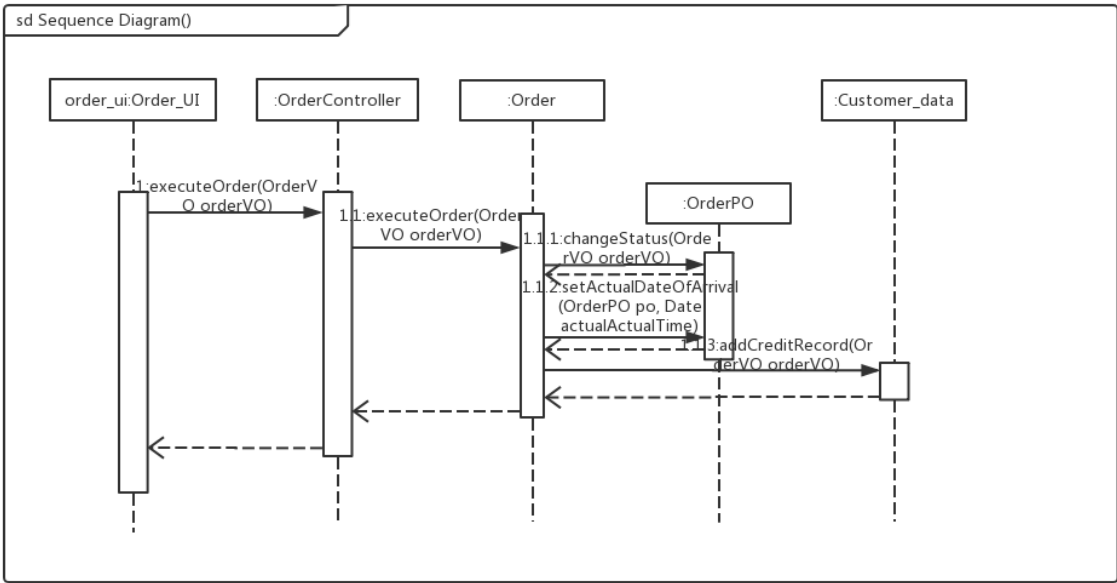 sd Sequence Diagram()
order_ui:Order_UI
:OrderController
:Order
:Customer_data
:OrderPO
1:executeOrder(OrderV
O orderVO)
1.1:executeOrder(Order
VO orderVO)
1.1.1:changeStatus(Orde
rVO orderVO)
1.1.2:setActualDateOfArrival
(OrderPO po, Date
actualActualTime)
1.1.3:addCreditRecord(Or
derVO orderVO)